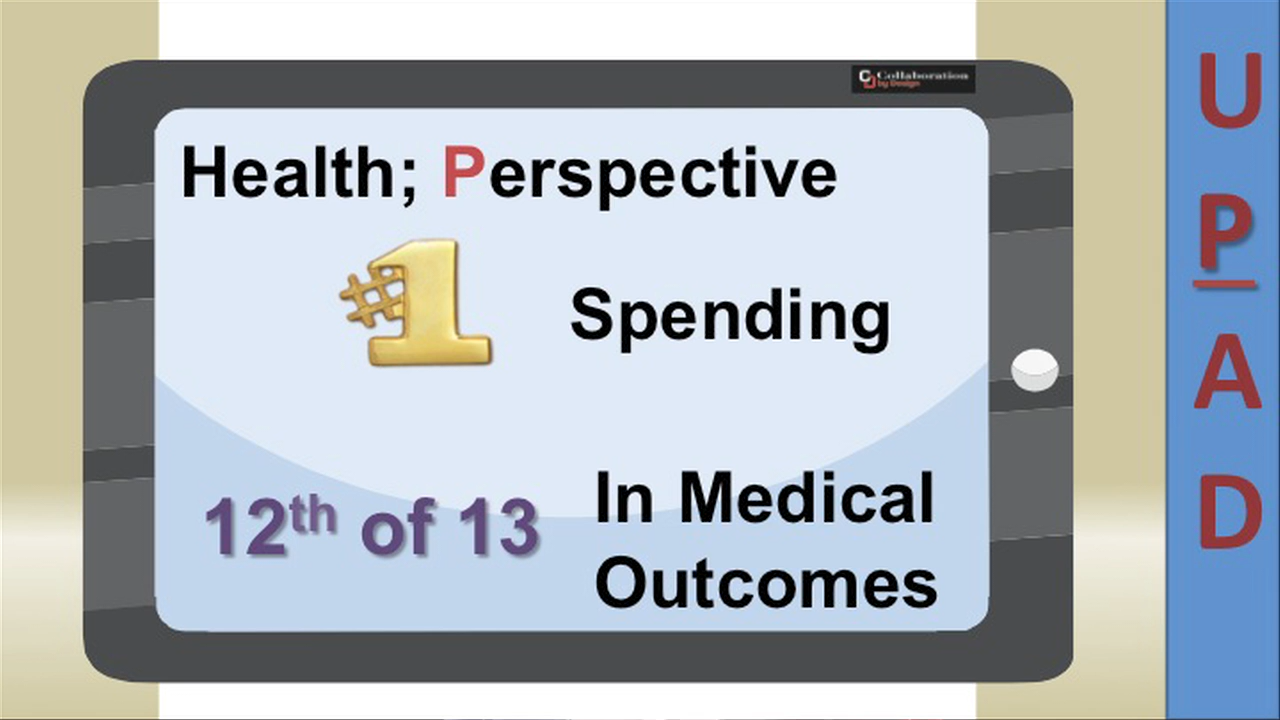 Collaboration
by Design
Health; Perspective
#1 Spending
12th of 13 In Medical
Outcomes
U
P
A
D